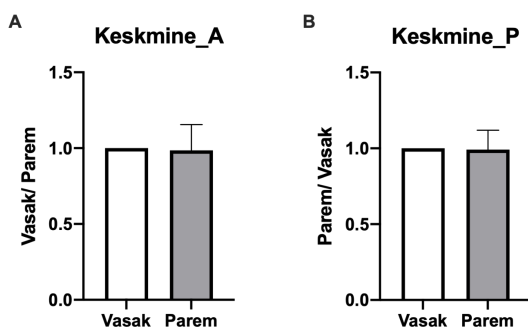 A
Keskmine_A
Vasak/ Parem
1.5
1.0
0.5
0.0
Vasak Parem
B
Keskmine_P
Parem/ Vasak
1.5
1.0
0.5
0.0
Vasak Parem